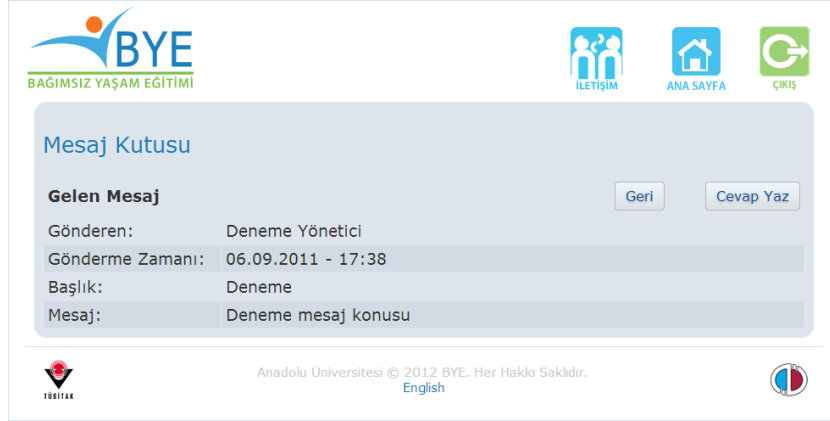 BYE
BAĞIMSIZ YAŞAM EĞİTİMİ
İLETİŞİM
ANA SAYFA
ÇIKIŞ
Mesaj Kutusu
Gelen Mesaj
Geri
Cevap Yaz
Gönderen: Deneme Yönetici
Gönderme Zamanı: 06.09.2011 - 17:38
Başlık: Deneme
Mesaj: Deneme mesaj konusu
TÜBİTAK
Anadolu Üniversitesi © 2012 BYE. Her Hakkı Saklıdır.
English